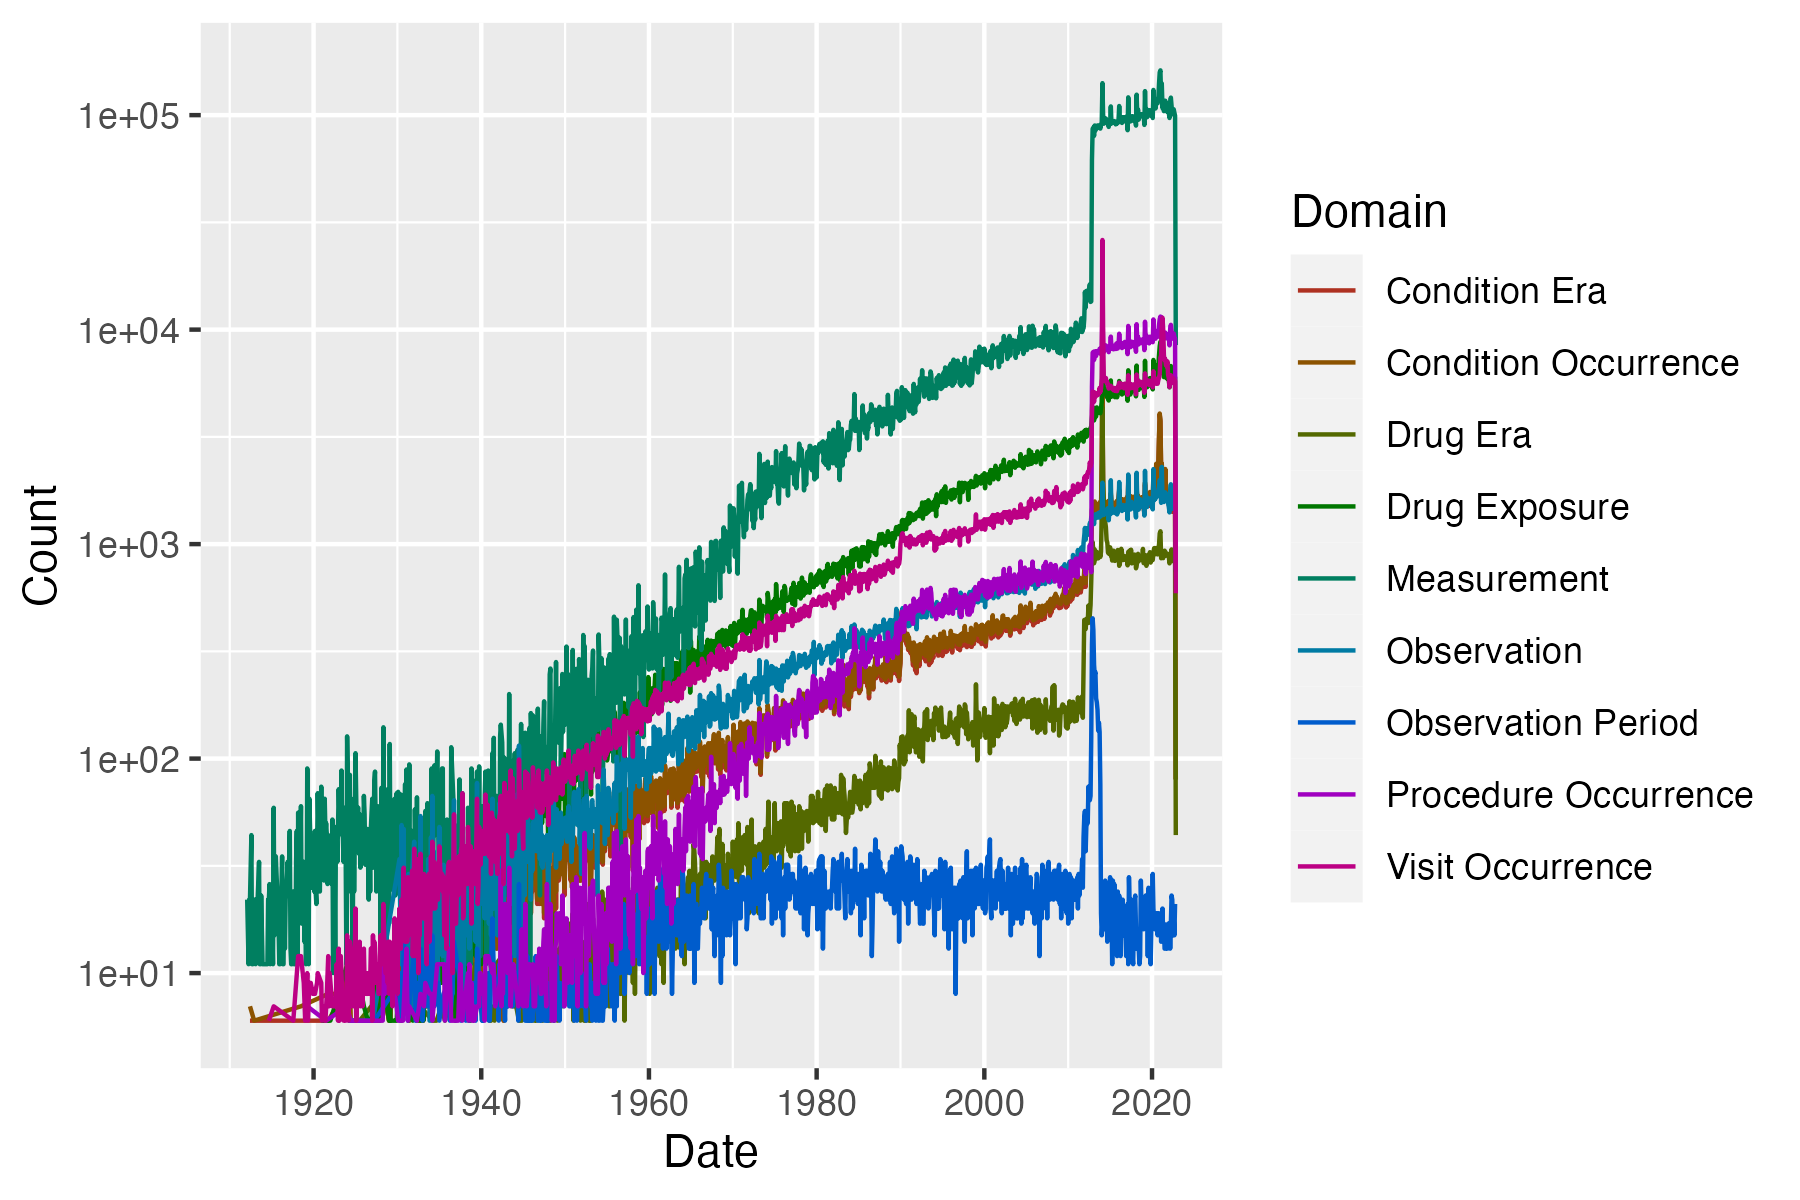 1e+05
1e+04
1e+03
1e+02
1e+01
Count
1920 1940 1960 1980 2000 2020
Date
Domain
Condition Era
Condition Occurrence
Drug Era
Drug Exposure
Measurement
Observation
Observation Period
Procedure Occurrence
Visit Occurrence